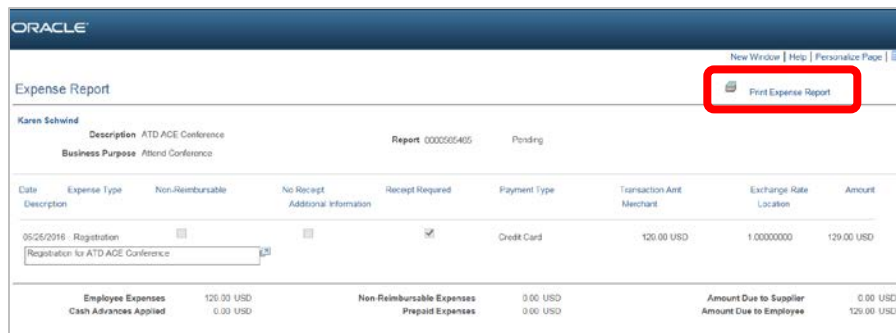 ORACLE
New Window | Help | Personalize Page |
Expense Report
Print Expense Report
Karen Schwind
Description ATD ACE Conference Report 0000565465 Pending
Business Purpose Attend Conference
Date Expense Type Non-Reimbursable No Receipt Receipt Required Payment Type Transaction Amt Exchange Rate Amount
Description Additional Information Merchant Location
05/25/2016 Registration Credit Card 129.00 USD 1.00000000 129.00 USD
Registration for ATD ACE Conference
Employee Expenses 129.00 USD Non-Reimbursable Expenses 0.00 USD Amount Due to Supplier 0.00 USD
Cash Advances Applied 0.00 USD Prepaid Expenses 0.00 USD Amount Due to Employee 129.00 USD